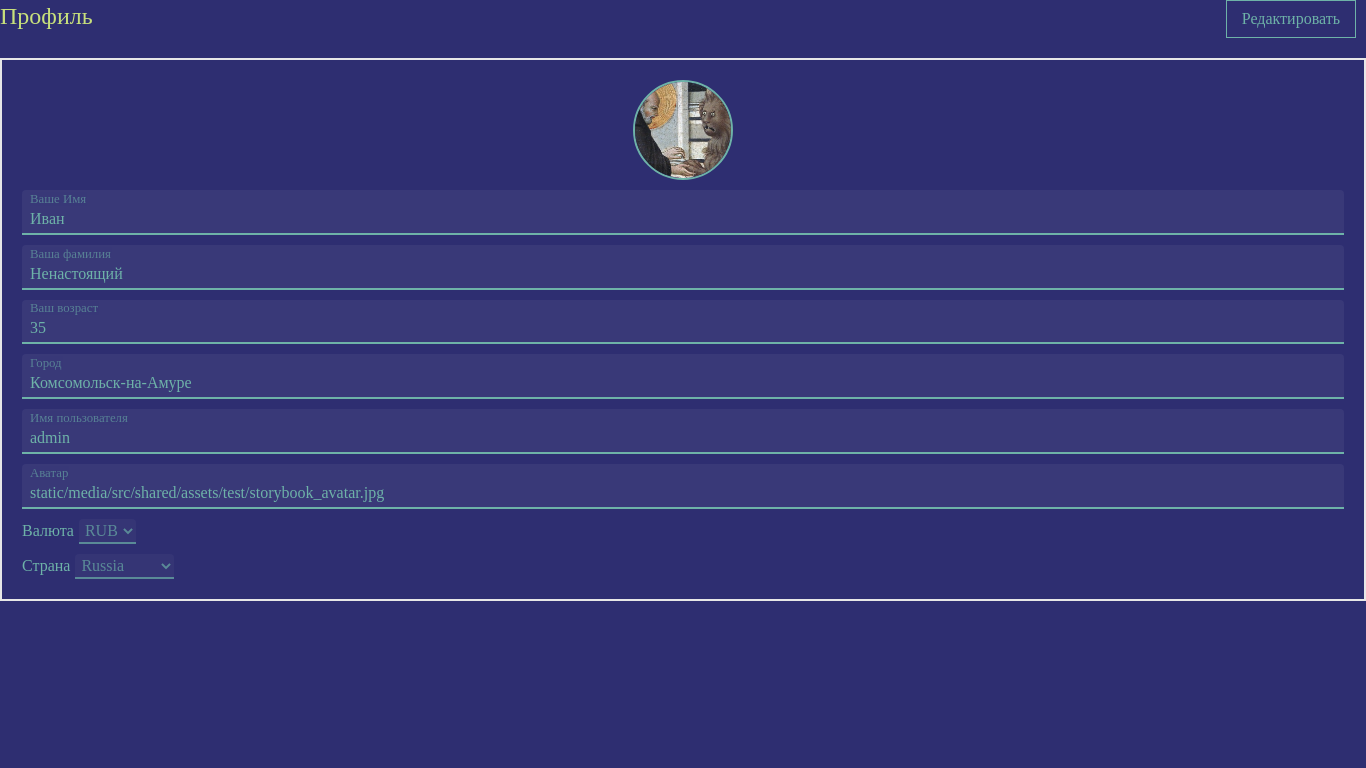 Профиль
Редактировать
Ваше Имя
Иван
Ваша фамилия
Ненастоящий
Ваш возраст
35
Город
Комсомольск-на-Амуре
Имя пользователя
admin
Аватар
static/media/src/shared/assets/test/storybook_avatar.jpg
Валюта RUB
Страна Russia